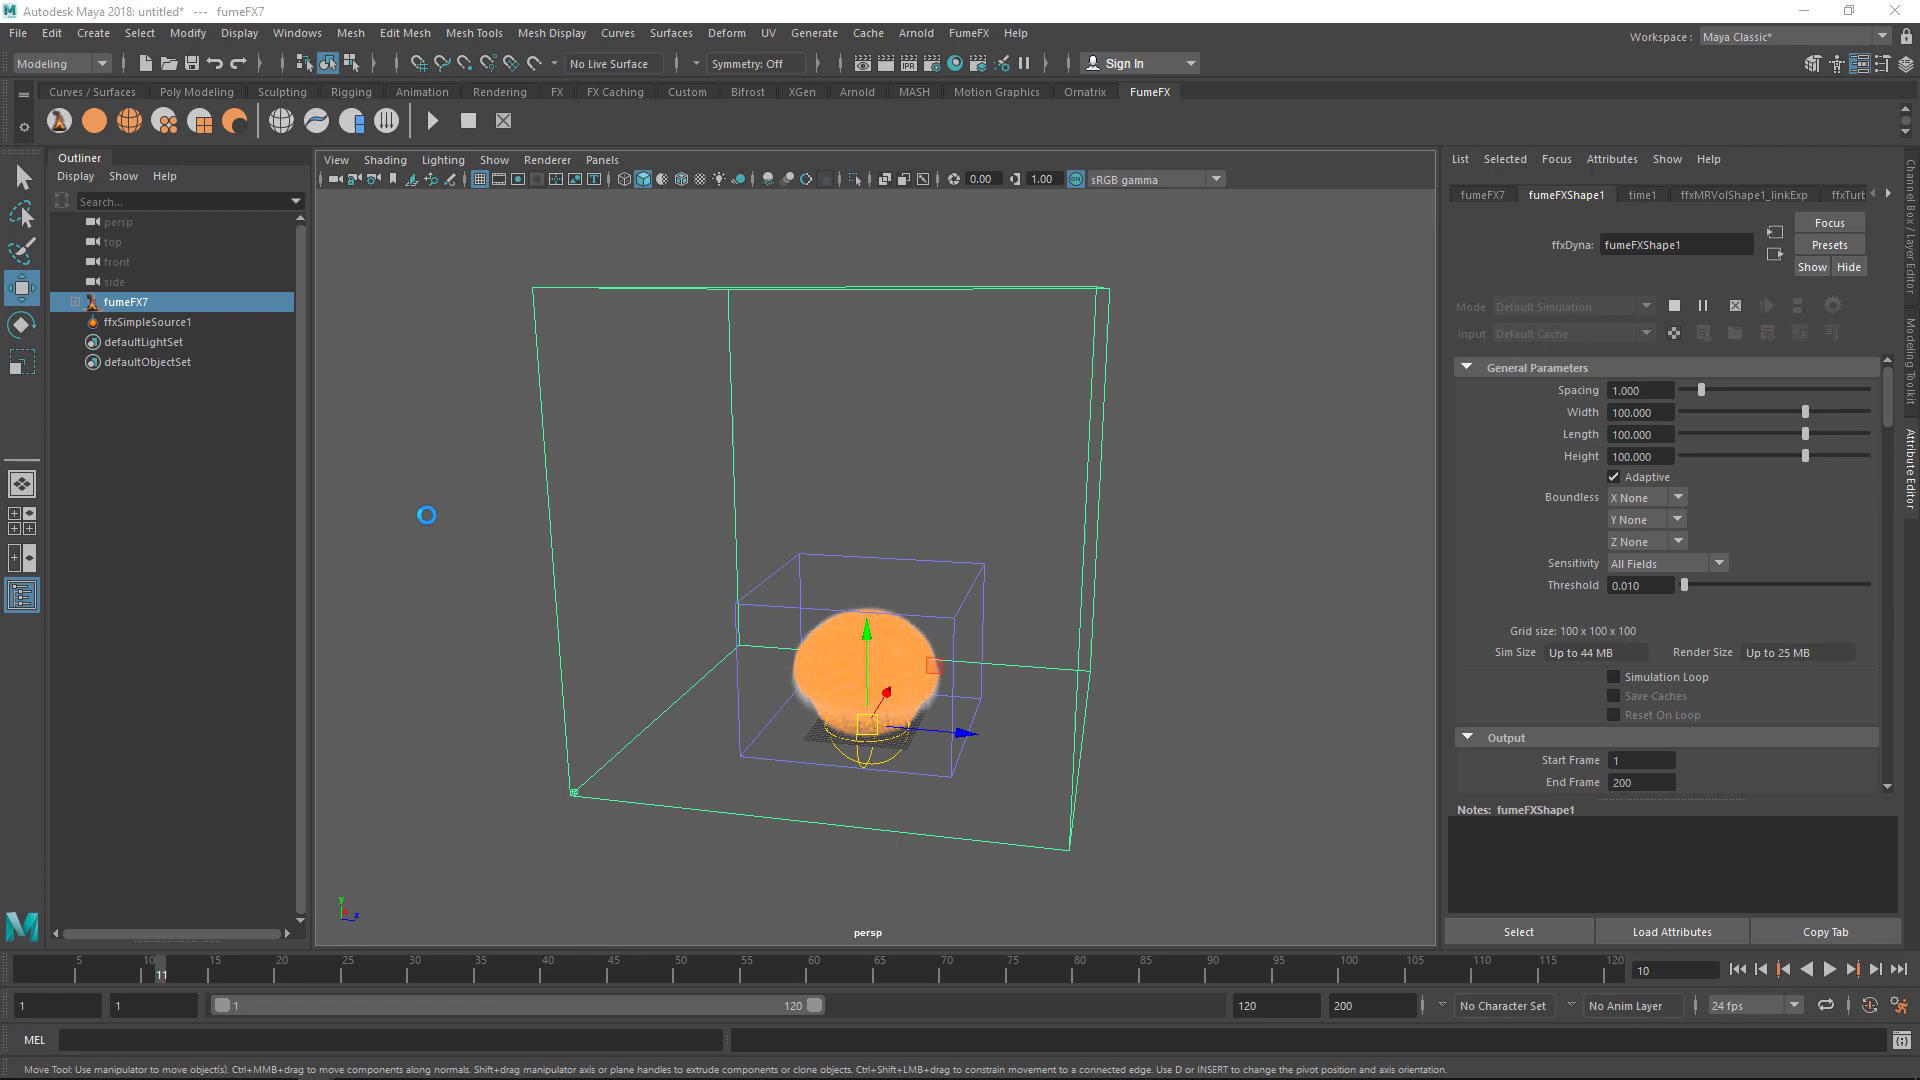 Autodesk Maya 2018: untitled* --- fumeFX7
File Edit Create Select Modify Display Windows Mesh Edit Mesh Mesh Tools Mesh Display Curves Surfaces Deform UV Generate Cache Arnold FumeFX Help
Workspace : Maya Classic*
Modeling No Live Surface Symmetry: Off Sign In
Curves / Surfaces Poly Modeling Sculpting Rigging Animation Rendering FX FX Caching Custom Bifrost XGen Arnold MASH Motion Graphics Ornatrix FumeFX
Outliner
Display Show Help
Search...
persp
top
front
side
fumeFX7
ffxSimpleSource1
defaultLightSet
defaultObjectSet
View Shading Lighting Show Renderer Panels
0.00 1.00 ON sRGB gamma
y
z
persp
List Selected Focus Attributes Show Help
fumeFX7 fumeFXShape1 time1 ffxMRVolShape1_linkExp ffxTurt
Focus
ffxDyna: fumeFXShape1 Presets
Show Hide
Mode Default Simulation
Input Default Cache
General Parameters
Spacing 1.000
Width 100.000
Length 100.000
Height 100.000
Adaptive
Boundless X None
Y None
Z None
Sensitivity All Fields
Threshold 0.010
Grid size: 100 x 100 x 100
Sim Size Up to 44 MB Render Size Up to 25 MB
Simulation Loop
Save Caches
Reset On Loop
Output
Start Frame 1
End Frame 200
Notes: fumeFXShape1
Select Load Attributes Copy Tab
Channel Box / Layer Editor
Modeling Toolkit
Attribute Editor
5 10 15 20 25 30 35 40 45 50 55 60 65 70 75 80 85 90 95 100 105 110 115 120
11
10
1 1 1 120 120 200 No Character Set No Anim Layer 24 fps
MEL
Move Tool: Use manipulator to move object(s). Ctrl+MMB+drag to move components along normals. Shift+drag manipulator axis or plane handles to extrude components or clone objects. Ctrl+Shift+LMB+drag to constrain movement to a connected edge. Use D or INSERT to change the pivot position and axis orientation.